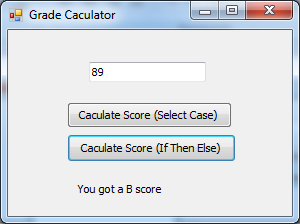 Grade Caculator
89
Caculate Score (Select Case)
Caculate Score (If Then Else)
You got a B score